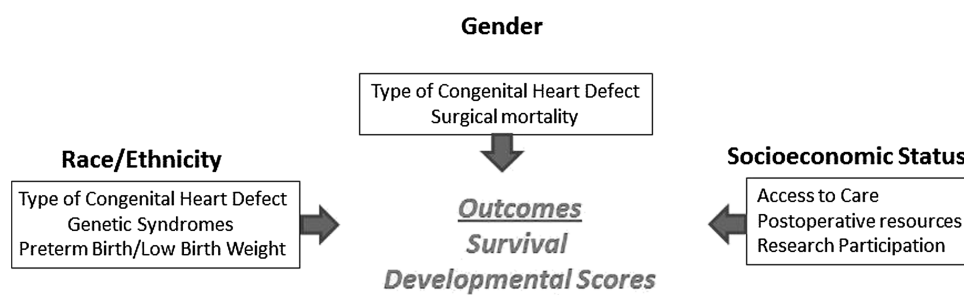 Gender
Type of Congenital Heart Defect
Surgical mortality
Race/Ethnicity
Type of Congenital Heart Defect
Genetic Syndromes
Preterm Birth/Low Birth Weight
Outcomes
Survival
Developmental Scores
Socioeconomic Status
Access to Care
Postoperative resources
Research Participation